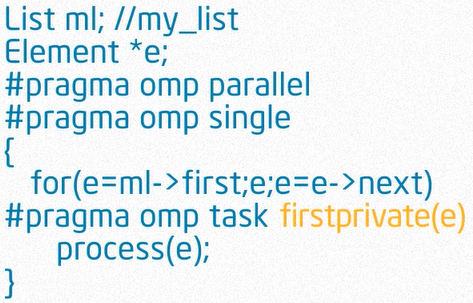 List ml; //my_list
Element *e;
#pragma omp parallel
#pragma omp single
{
for(e=ml->first;e;e=e->next)
#pragma omp task firstprivate(e)
process(e);
}